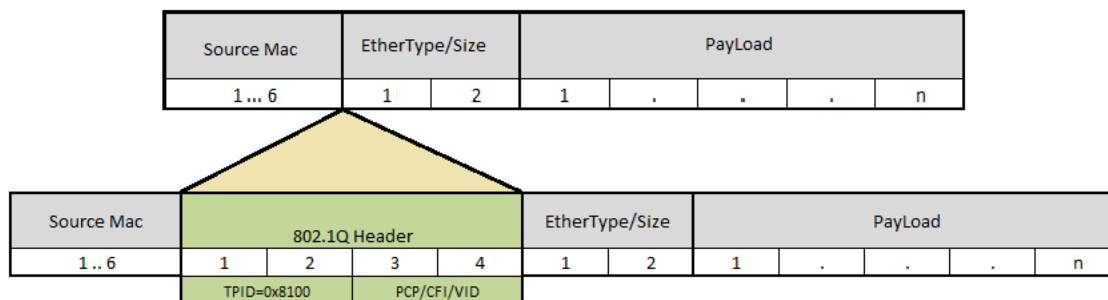 Source Mac EtherType/Size PayLoad
1 ... 6 1 2 1 . . . n
Source Mac 802.1Q Header EtherType/Size PayLoad
1 .. 6 1 2 3 4 1 2 1 . . . n
TPID=0x8100 PCP/CFI/VID